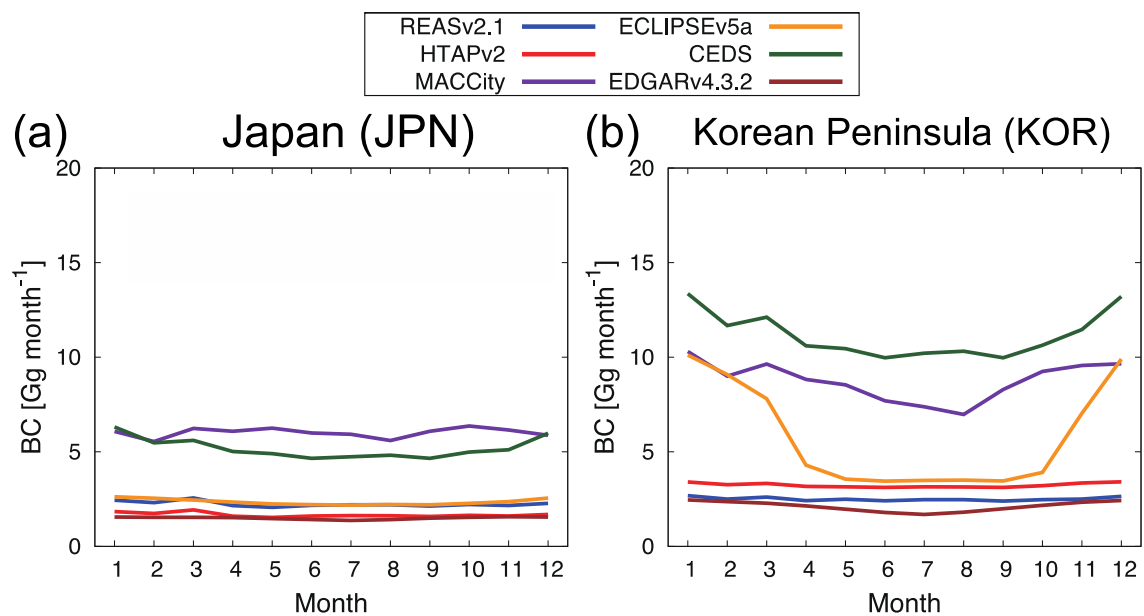 REASv2.1 ECLIPSEv5a
HTAPv2 CEDS
MACCity EDGARv4.3.2
(a) Japan (JPN)
(b) Korean Peninsula (KOR)
BC [Gg month⁻¹]
20
15
10
5
0
1 2 3 4 5 6 7 8 9 10 11 12
Month
BC [Gg month⁻¹]
20
15
10
5
0
1 2 3 4 5 6 7 8 9 10 11 12
Month